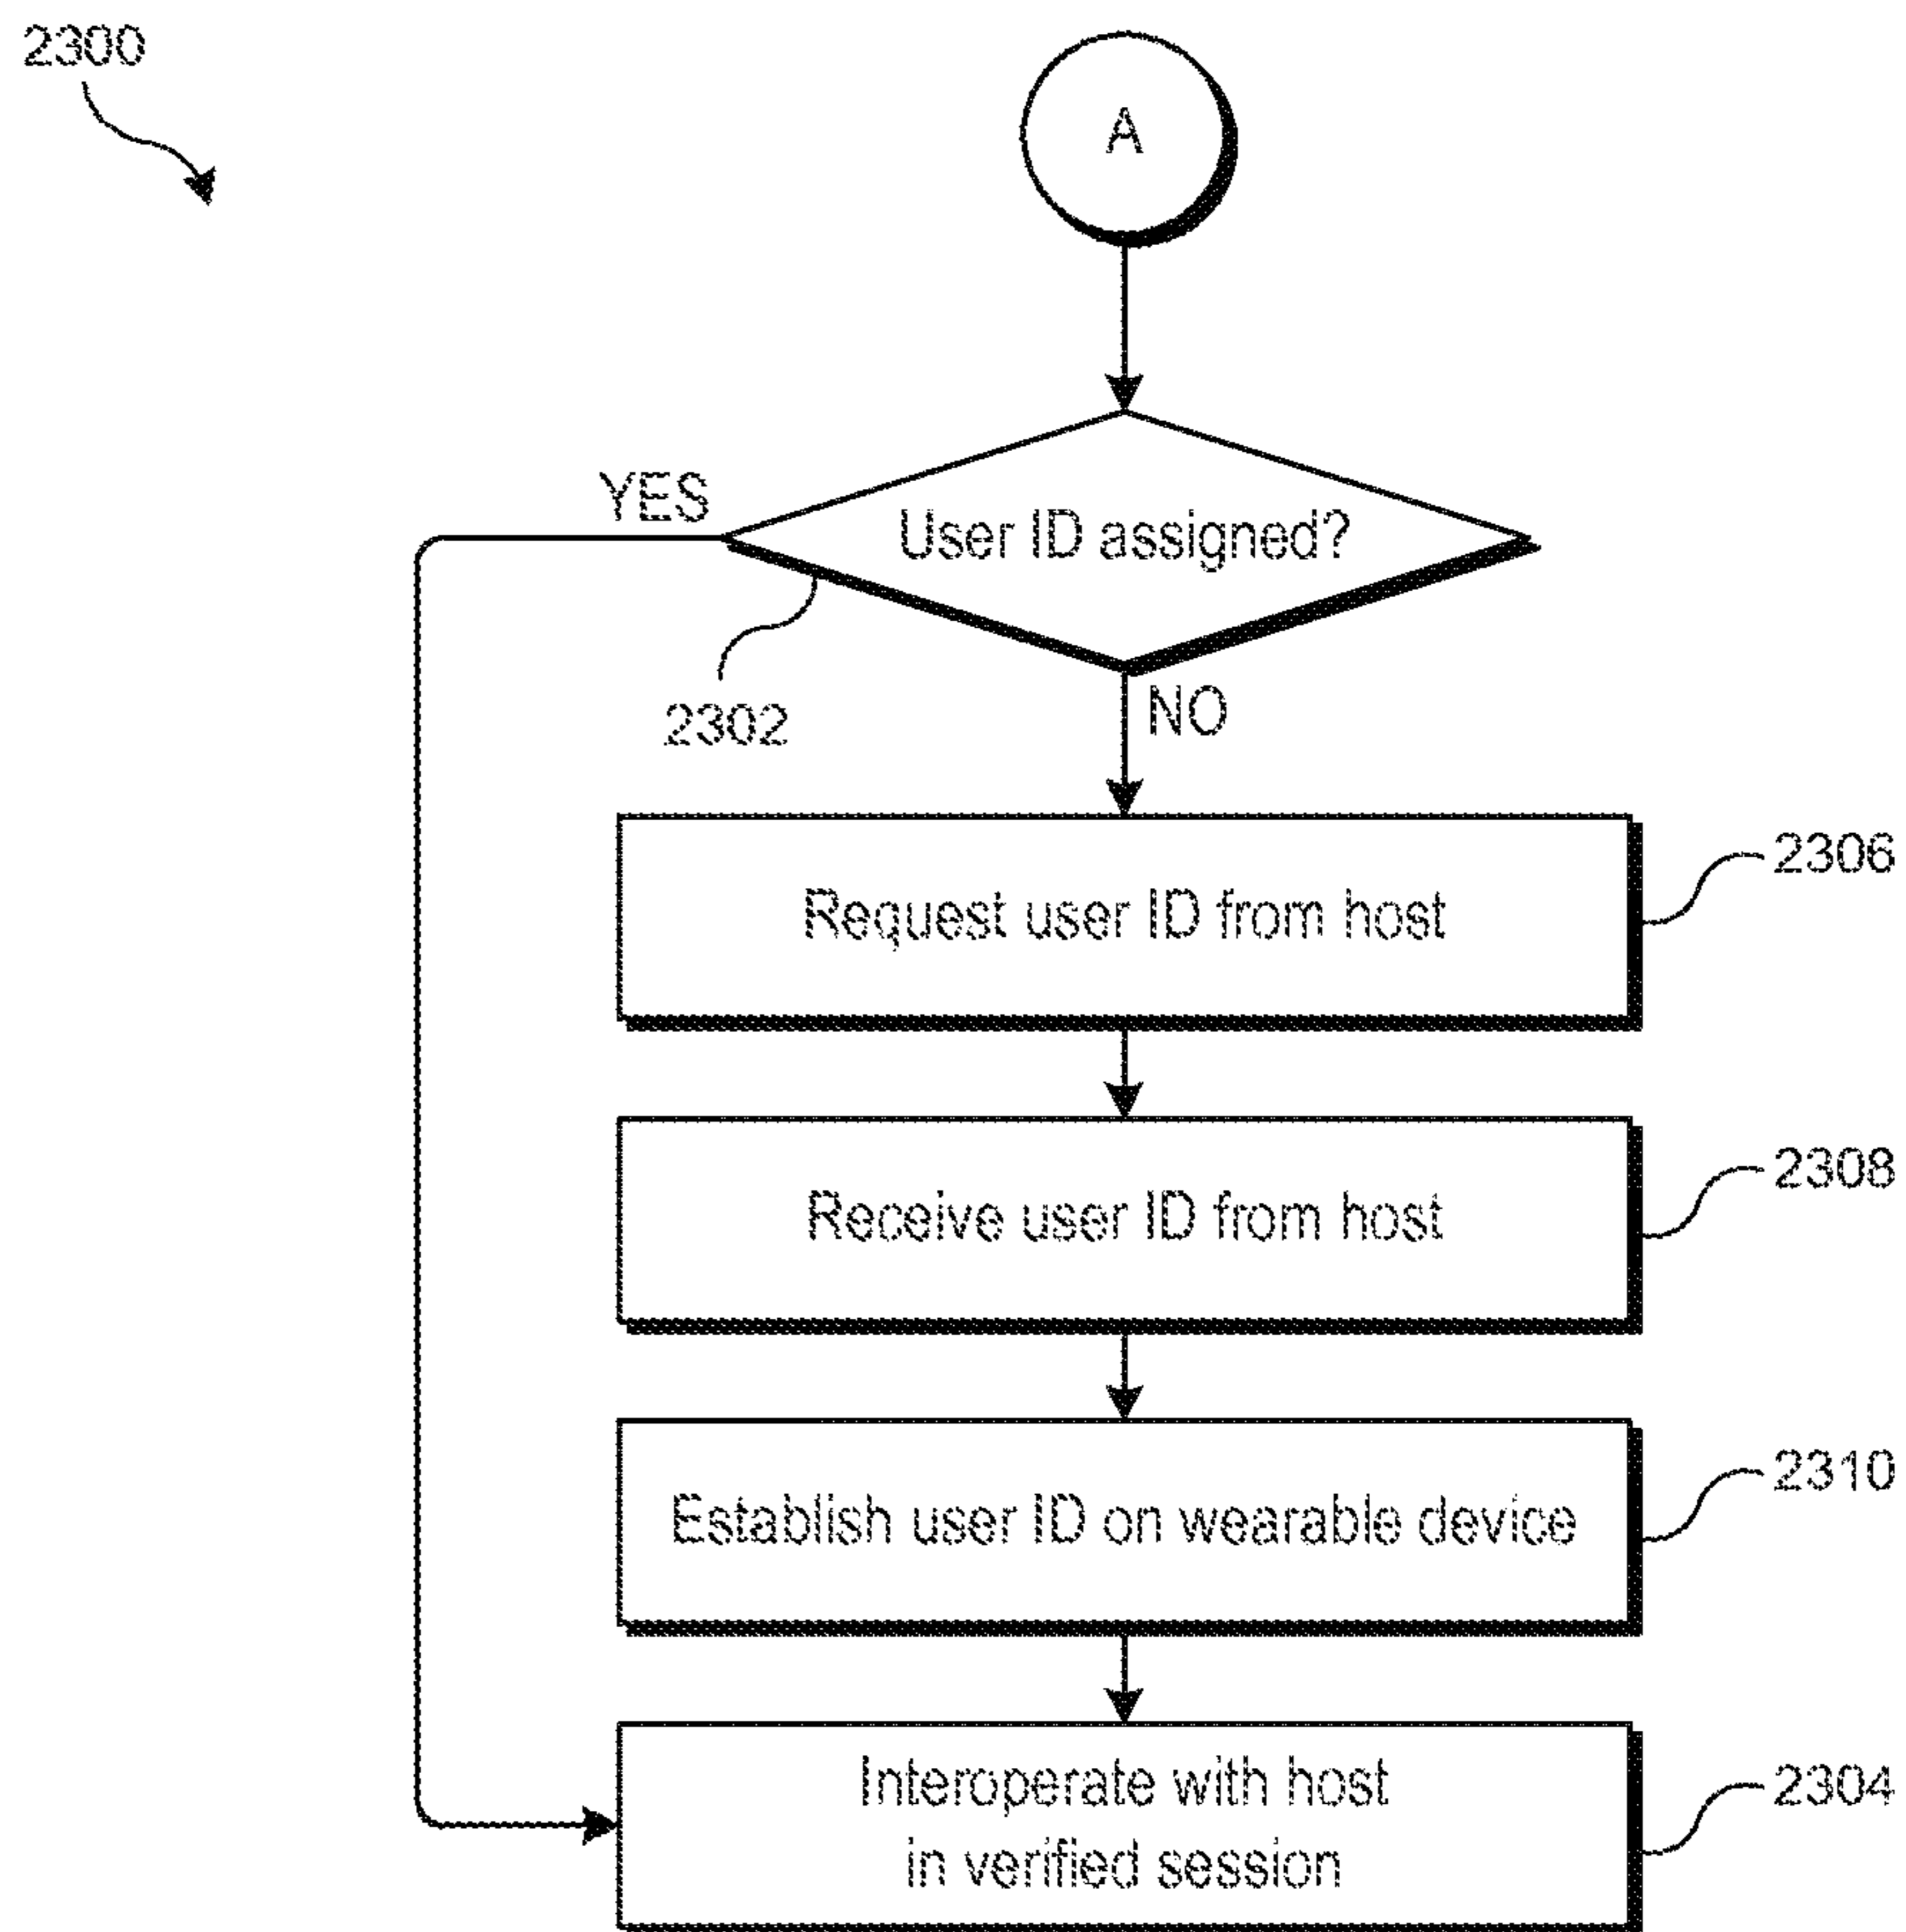 2300
A
YES
User ID assigned?
2302
NO
Request user ID from host
2306
Receive user ID from host
2308
Establish user ID on wearable device
2310
Interoperate with host
in verified session
2304